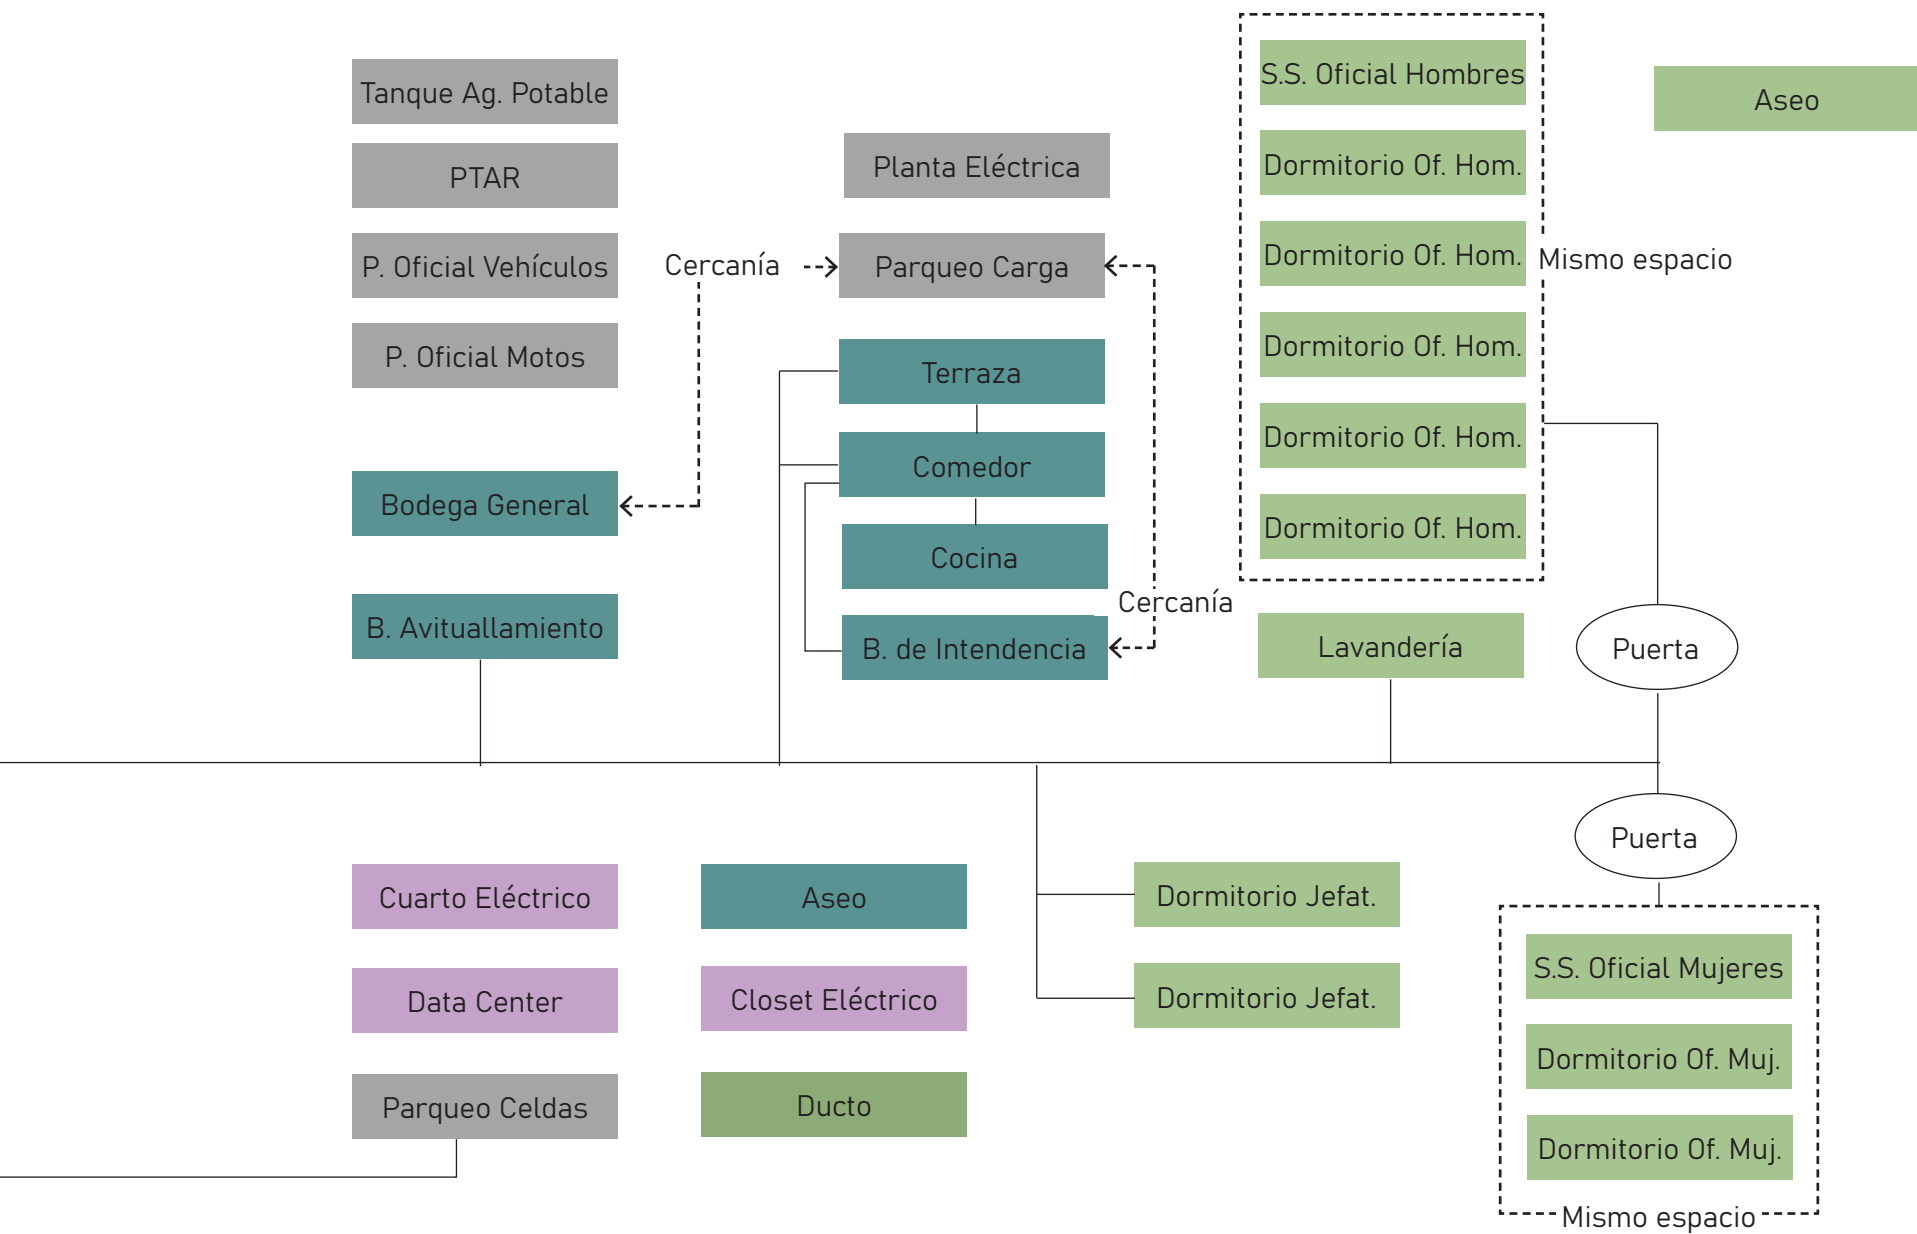 Tanque Ag. Potable
PTAR
P. Oficial Vehículos
P. Oficial Motos
Bodega General
B. Avituallamiento
Cercanía
Planta Eléctrica
Parqueo Carga
Terraza
Comedor
Cocina
B. de Intendencia
Cercanía
S.S. Oficial Hombres
Dormitorio Of. Hom.
Dormitorio Of. Hom.
Dormitorio Of. Hom.
Dormitorio Of. Hom.
Dormitorio Of. Hom.
Mismo espacio
Lavandería
Aseo
Puerta
Puerta
Cuarto Eléctrico
Data Center
Parqueo Celdas
Aseo
Closet Eléctrico
Ducto
Dormitorio Jefat.
Dormitorio Jefat.
S.S. Oficial Mujeres
Dormitorio Of. Muj.
Dormitorio Of. Muj.
Mismo espacio